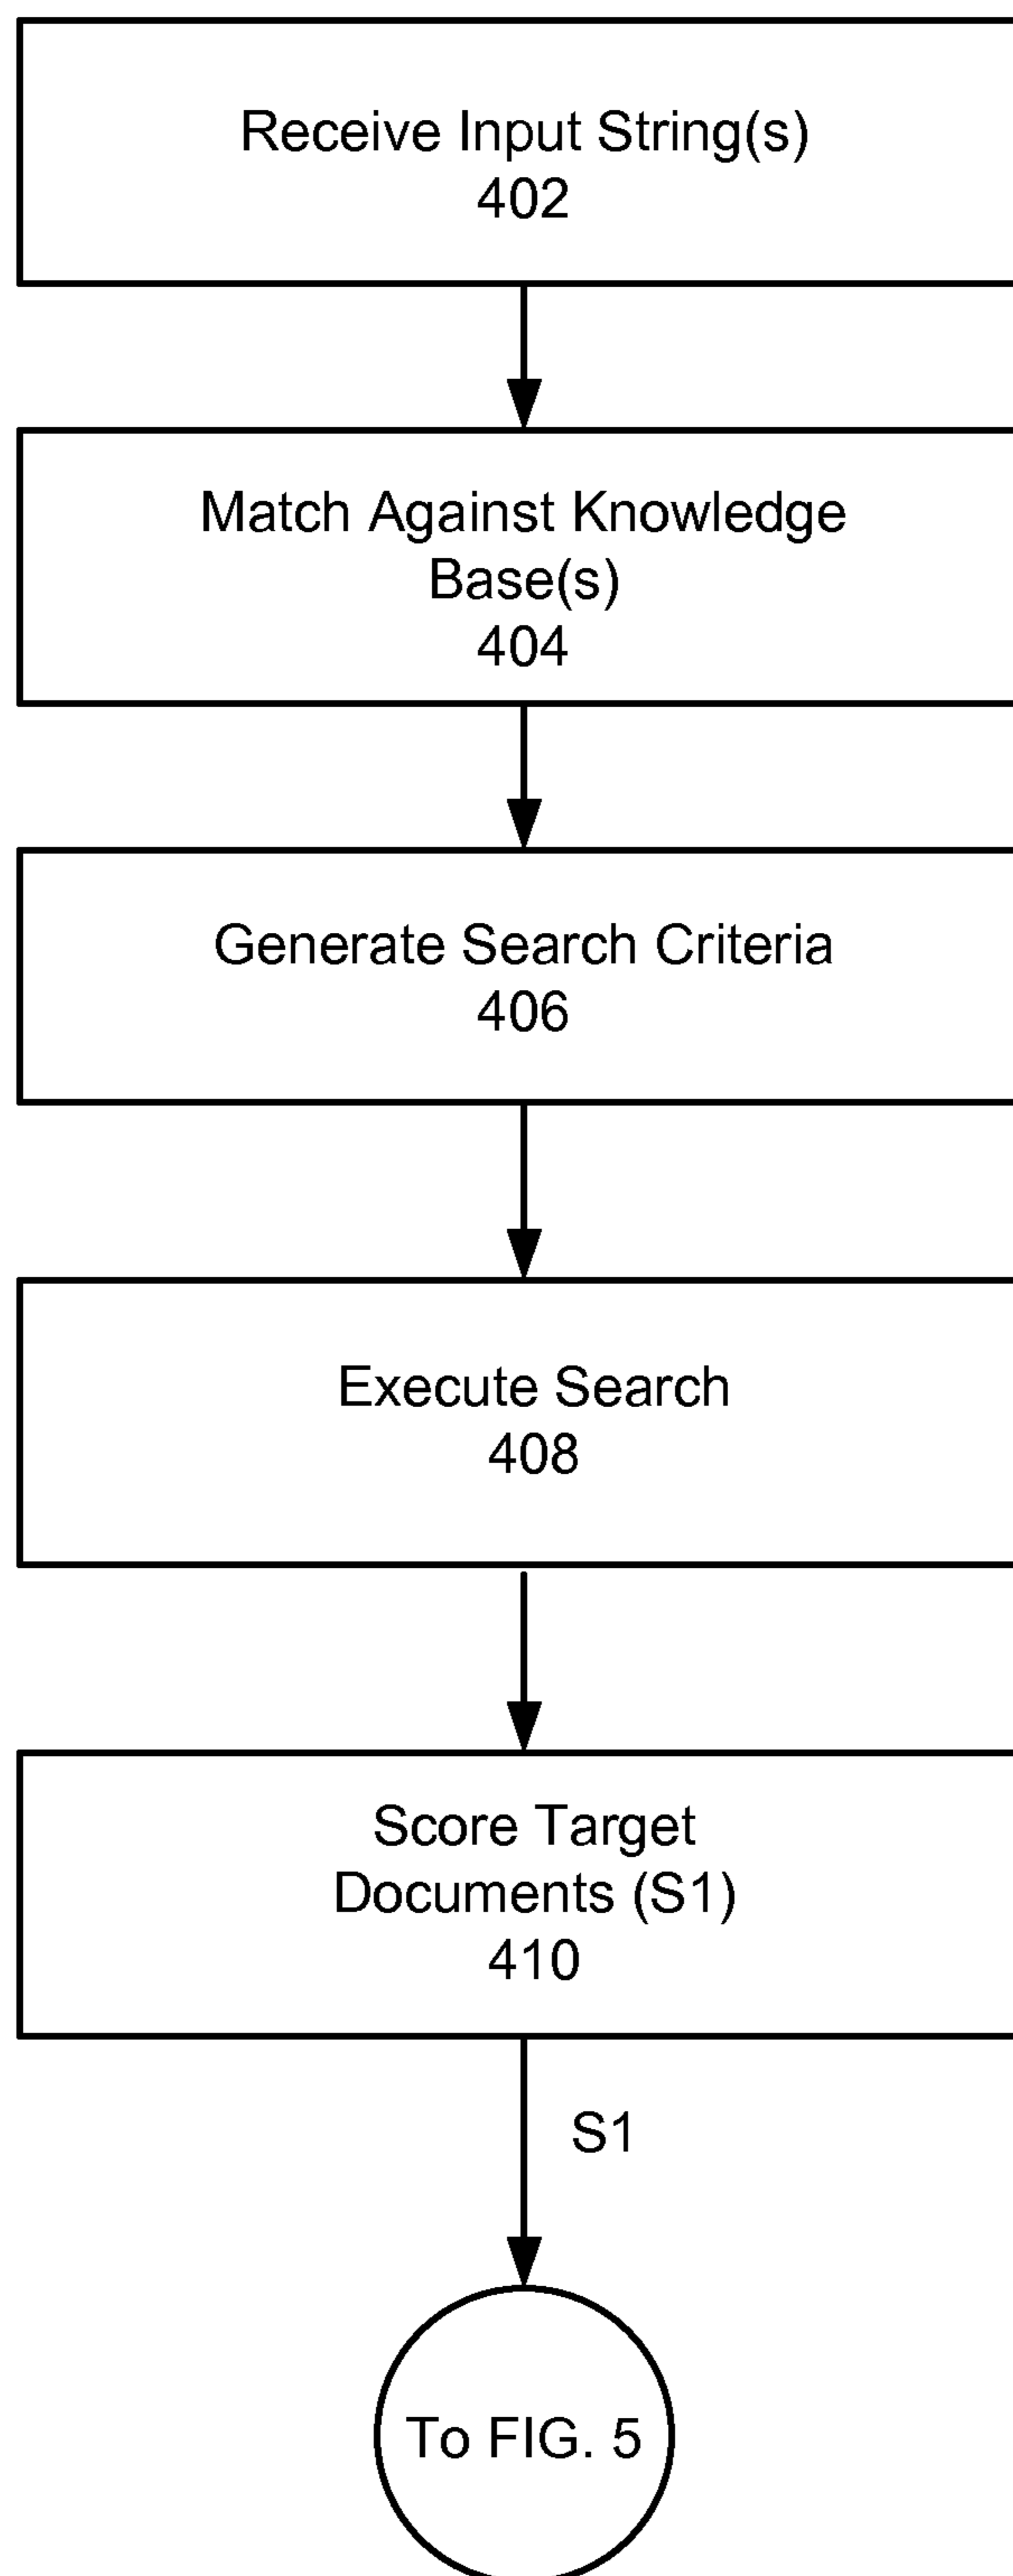 Receive Input String(s)
402
Match Against Knowledge
Base(s)
404
Generate Search Criteria
406
Execute Search
408
Score Target
Documents (S1)
410
S1
To FIG. 5